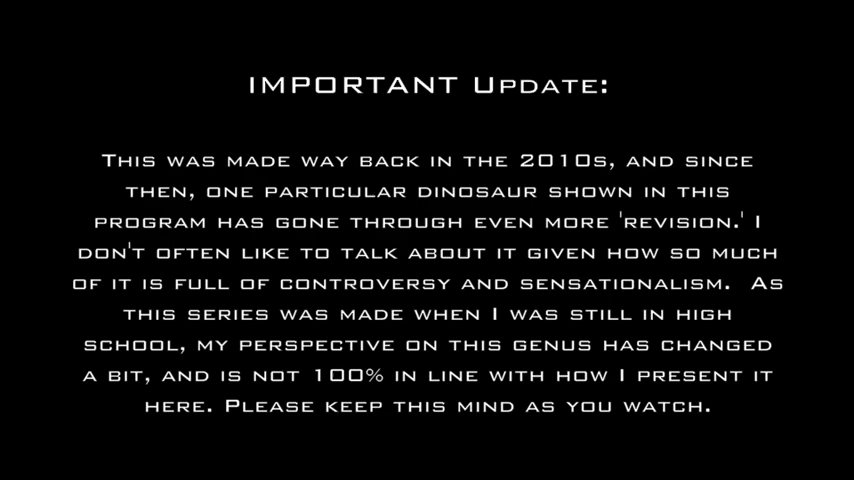 IMPORTANT UPDATE:
THIS WAS MADE WAY BACK IN THE 2010S, AND SINCE
THEN, ONE PARTICULAR DINOSAUR SHOWN IN THIS
PROGRAM HAS GONE THROUGH EVEN MORE 'REVISION.' I
DON'T OFTEN LIKE TO TALK ABOUT IT GIVEN HOW SO MUCH
OF IT IS FULL OF CONTROVERSY AND SENSATIONALISM.  AS
THIS SERIES WAS MADE WHEN I WAS STILL IN HIGH
SCHOOL, MY PERSPECTIVE ON THIS GENUS HAS CHANGED
A BIT, AND IS NOT 100% IN LINE WITH HOW I PRESENT IT
HERE. PLEASE KEEP THIS MIND AS YOU WATCH.